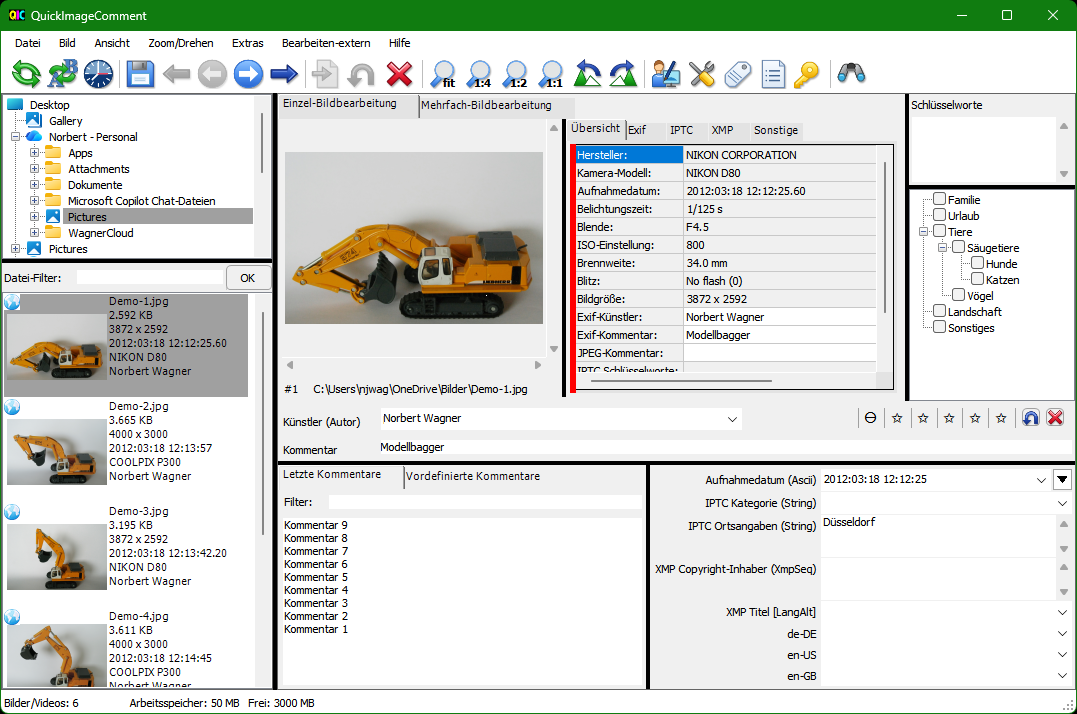 QIC QuickImageComment
Datei Bild Ansicht Zoom/Drehen Extras Bearbeiten-extern Hilfe
fit 1:4 1:2 1:1
Desktop
Gallery
Norbert - Personal
Apps
Attachments
Dokumente
Microsoft Copilot Chat-Dateien
Pictures
WagnerCloud
Pictures
Datei-Filter: OK
Demo-1.jpg
2.592 KB
3872 x 2592
2012:03:18 12:12:25.60
NIKON D80
Norbert Wagner
Demo-2.jpg
3.665 KB
4000 x 3000
2012:03:18 12:13:57
COOLPIX P300
Norbert Wagner
Demo-3.jpg
3.195 KB
3872 x 2592
2012:03:18 12:13:42.20
NIKON D80
Norbert Wagner
Demo-4.jpg
3.611 KB
4000 x 3000
2012:03:18 12:14:45
COOLPIX P300
Norbert Wagner
Einzel-Bildbearbeitung Mehrfach-Bildbearbeitung
#1 C:\Users\njwag\OneDrive\Bilder\Demo-1.jpg
Übersicht Exif IPTC XMP Sonstige
Hersteller: NIKON CORPORATION
Kamera-Modell: NIKON D80
Aufnahmedatum: 2012:03:18 12:12:25.60
Belichtungszeit: 1/125 s
Blende: F4.5
ISO-Einstellung: 800
Brennweite: 34.0 mm
Blitz: No flash (0)
Bildgröße: 3872 x 2592
Exif-Künstler: Norbert Wagner
Exif-Kommentar: Modellbagger
JPEG-Kommentar:
IPTC Schlüsselworte:
Schlüsselworte
Familie
Urlaub
Tiere
Säugetiere
Hunde
Katzen
Vögel
Landschaft
Sonstiges
Künstler (Autor) Norbert Wagner
Kommentar Modellbagger
Letzte Kommentare Vordefinierte Kommentare
Filter:
Kommentar 9
Kommentar 8
Kommentar 7
Kommentar 6
Kommentar 5
Kommentar 4
Kommentar 3
Kommentar 2
Kommentar 1
Aufnahmedatum (Ascii) 2012:03:18 12:12:25
IPTC Kategorie (String)
IPTC Ortsangaben (String) Düsseldorf
XMP Copyright-Inhaber (XmpSeq)
XMP Titel [LangAlt]
de-DE
en-US
en-GB
Bilder/Videos: 6 Arbeitsspeicher: 50 MB Frei: 3000 MB